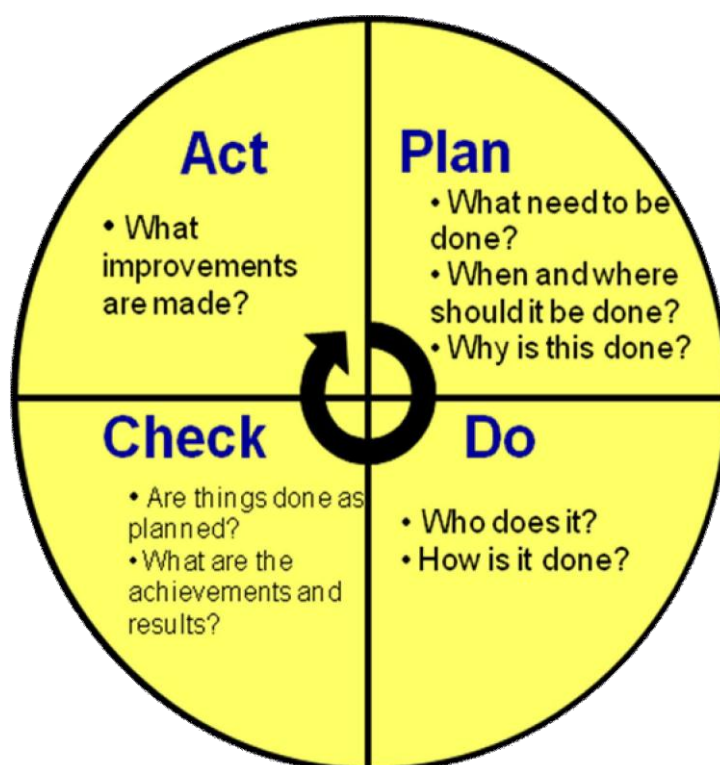 Act
• What
improvements
are made?
Plan
• What need to be
done?
• When and where
should it be done?
• Why is this done?
Check
• Are things done as
planned?
• What are the
achievements and
results?
Do
• Who does it?
• How is it done?